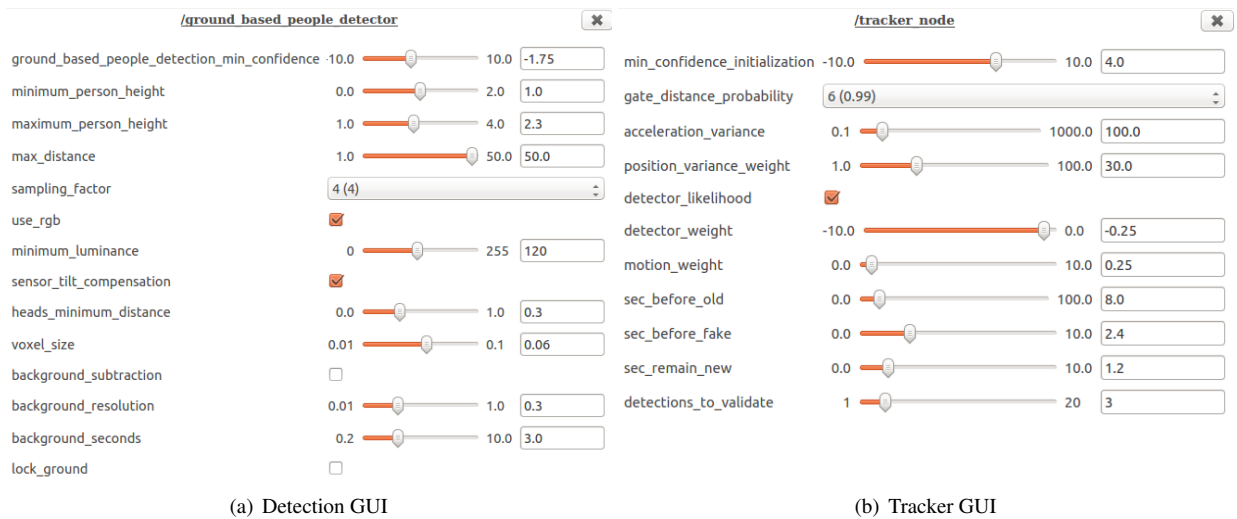 /ground_based_people_detector
ground_based_people_detection_min_confidence -10.0 10.0 -1.75
minimum_person_height 0.0 2.0 1.0
maximum_person_height 1.0 4.0 2.3
max_distance 1.0 50.0 50.0
sampling_factor 4 (4)
use_rgb
minimum_luminance 0 255 120
sensor_tilt_compensation
heads_minimum_distance 0.0 1.0 0.3
voxel_size 0.01 0.1 0.06
background_subtraction
background_resolution 0.01 1.0 0.3
background_seconds 0.2 10.0 3.0
lock_ground
(a) Detection GUI
/tracker_node
min_confidence_initialization -10.0 10.0 4.0
gate_distance_probability 6 (0.99)
acceleration_variance 0.1 1000.0 100.0
position_variance_weight 1.0 100.0 30.0
detector_likelihood
detector_weight -10.0 0.0 -0.25
motion_weight 0.0 10.0 0.25
sec_before_old 0.0 100.0 8.0
sec_before_fake 0.0 10.0 2.4
sec_remain_new 0.0 10.0 1.2
detections_to_validate 1 20 3
(b) Tracker GUI